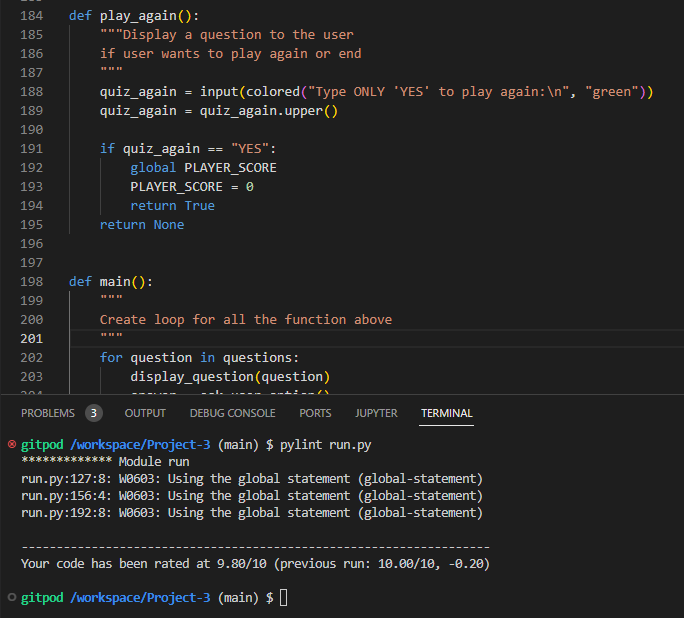 184 def play_again():
185 """Display a question to the user
186 if user wants to play again or end
187 """
188 quiz_again = input(colored("Type ONLY 'YES' to play again:\n", "green"))
189 quiz_again = quiz_again.upper()
190
191 if quiz_again == "YES":
192 global PLAYER_SCORE
193 PLAYER_SCORE = 0
194 return True
195 return None
196
197
198 def main():
199 """
200 Create loop for all the function above
201 """
202 for question in questions:
203 display_question(question)
PROBLEMS 3 OUTPUT DEBUG CONSOLE PORTS JUPYTER TERMINAL
gitpod /workspace/Project-3 (main) $ pylint run.py
************* Module run
run.py:127:8: W0603: Using the global statement (global-statement)
run.py:156:4: W0603: Using the global statement (global-statement)
run.py:192:8: W0603: Using the global statement (global-statement)
------------------------------------------------------------------
Your code has been rated at 9.80/10 (previous run: 10.00/10, -0.20)
gitpod /workspace/Project-3 (main) $